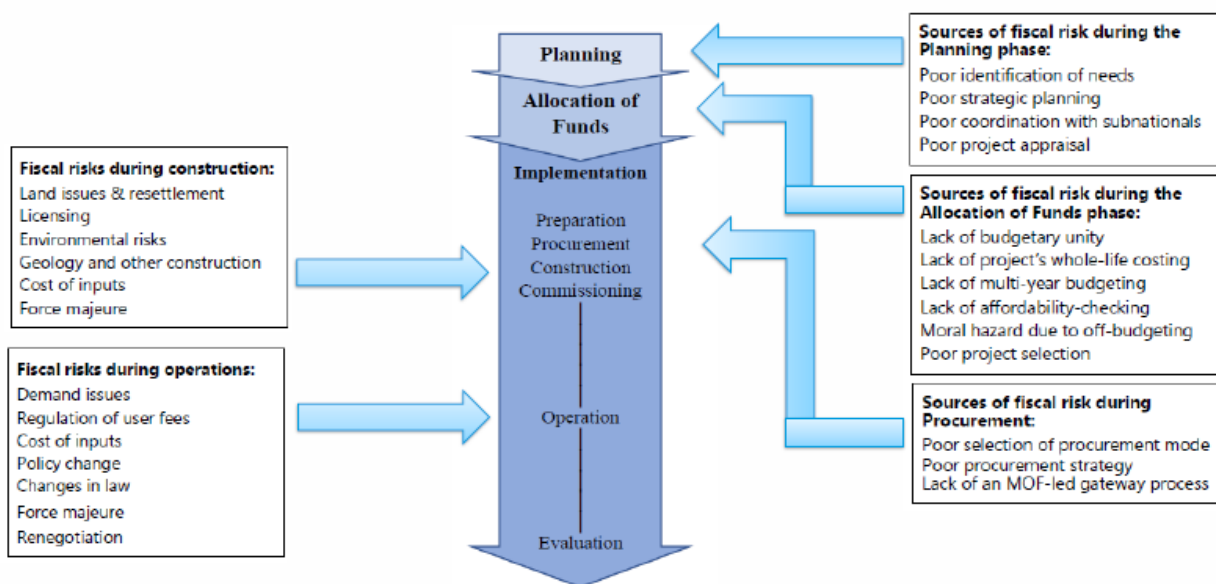 Planning
Allocation of
Funds
Implementation
Preparation
Procurement
Construction
Commissioning
Operation
Evaluation
Fiscal risks during construction:
Land issues & resettlement
Licensing
Environmental risks
Geology and other construction
Cost of inputs
Force majeure
Fiscal risks during operations:
Demand issues
Regulation of user fees
Cost of inputs
Policy change
Changes in law
Force majeure
Renegotiation
Sources of fiscal risk during the
Planning phase:
Poor identification of needs
Poor strategic planning
Poor coordination with subnationals
Poor project appraisal
Sources of fiscal risk during the
Allocation of Funds phase:
Lack of budgetary unity
Lack of project's whole-life costing
Lack of multi-year budgeting
Lack of affordability-checking
Moral hazard due to off-budgeting
Poor project selection
Sources of fiscal risk during
Procurement:
Poor selection of procurement mode
Poor procurement strategy
Lack of an MOF-led gateway process